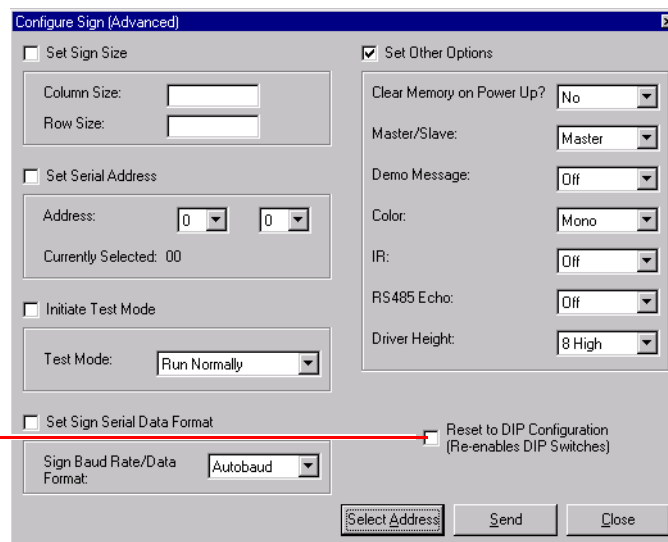 Configure Sign (Advanced)
Set Sign Size
Column Size:
Row Size:
Set Serial Address
Address: 0 0
Currently Selected: 00
Initiate Test Mode
Test Mode: Run Normally
Set Sign Serial Data Format
Sign Baud Rate/Data
Format:
Autobaud
Set Other Options
Clear Memory on Power Up? No
Master/Slave: Master
Demo Message: Off
Color: Mono
IR: Off
RS485 Echo: Off
Driver Height: 8 High
Reset to DIP Configuration
(Re-enables DIP Switches)
Select Address Send Close